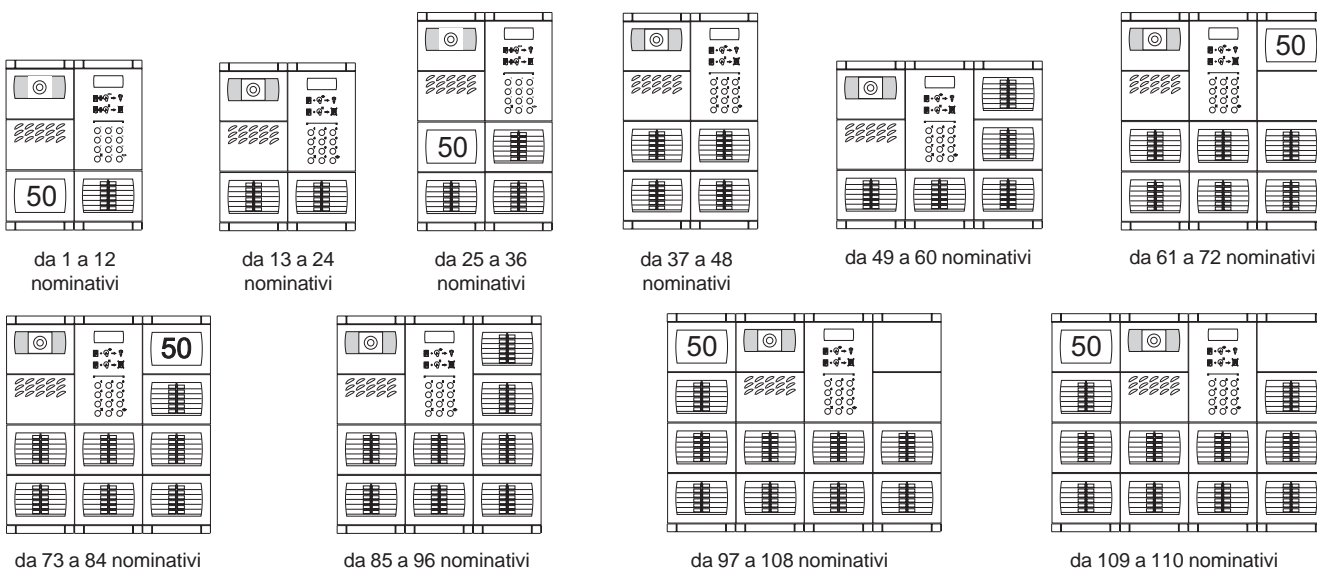 50
50
50
da 1 a 12
nominativi
da 13 a 24
nominativi
da 25 a 36
nominativi
da 37 a 48
nominativi
da 49 a 60 nominativi
da 61 a 72 nominativi
50
50
50
da 73 a 84 nominativi
da 85 a 96 nominativi
da 97 a 108 nominativi
da 109 a 110 nominativi